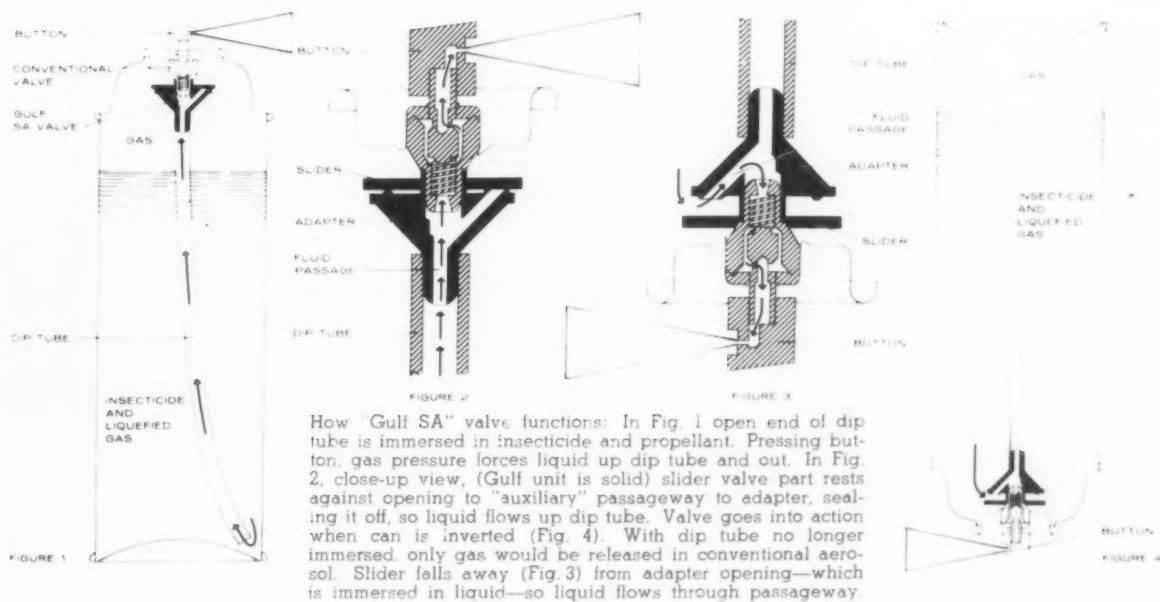 BUTTON
CONVENTIONAL
VALVE
GULF
SA VALVE
GAS
DIP TUBE
INSECTICIDE
AND
LIQUEFIED
GAS
FIGURE 1
BUTTON
SLIDER
ADAPTER
FLUID
PASSAGE
DIP TUBE
FIGURE 2
DIP TUBE
FLUID
PASSAGE
ADAPTER
SLIDER
BUTTON
FIGURE 3
GAS
INSECTICIDE
AND
LIQUEFIED
GAS
BUTTON
FIGURE 4
How "Gulf SA" valve functions: In Fig. 1 open end of dip
tube is immersed in insecticide and propellant. Pressing but-
ton, gas pressure forces liquid up dip tube and out. In Fig.
2, close-up view, (Gulf unit is solid) slider valve part rests
against opening to "auxiliary" passageway to adapter, seal-
ing it off, so liquid flows up dip tube. Valve goes into action
when can is inverted (Fig. 4). With dip tube no longer
immersed, only gas would be released in conventional aero-
sol. Slider falls away (Fig. 3) from adapter opening—which
is immersed in liquid—so liquid flows through passageway.